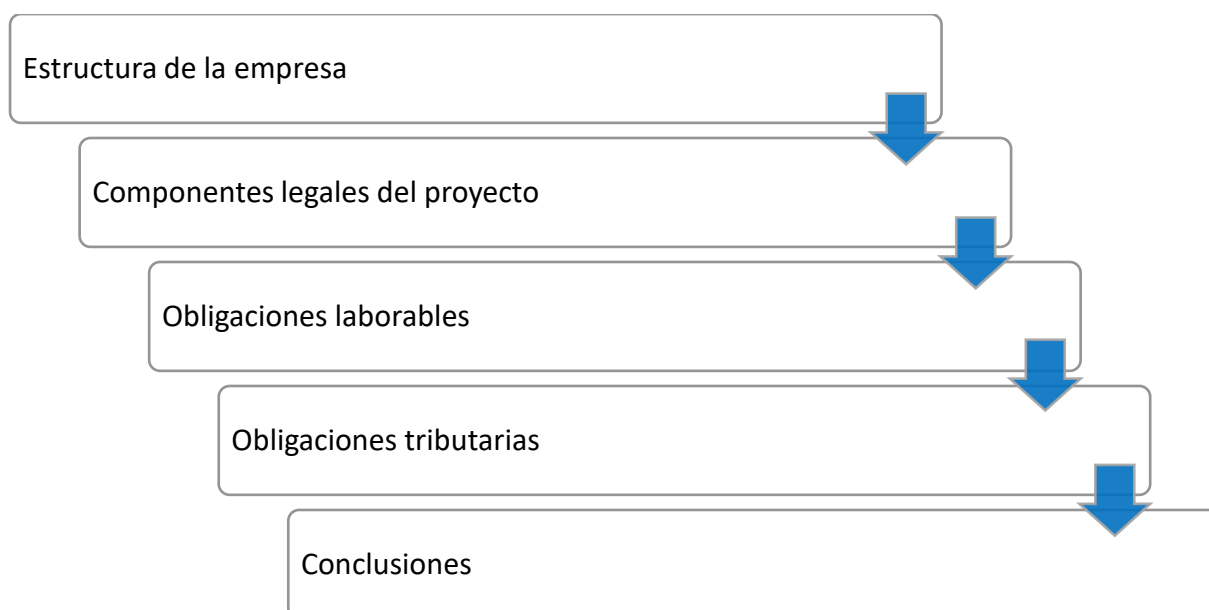 Estructura de la empresa
Componentes legales del proyecto
Obligaciones laborables
Obligaciones tributarias
Conclusiones